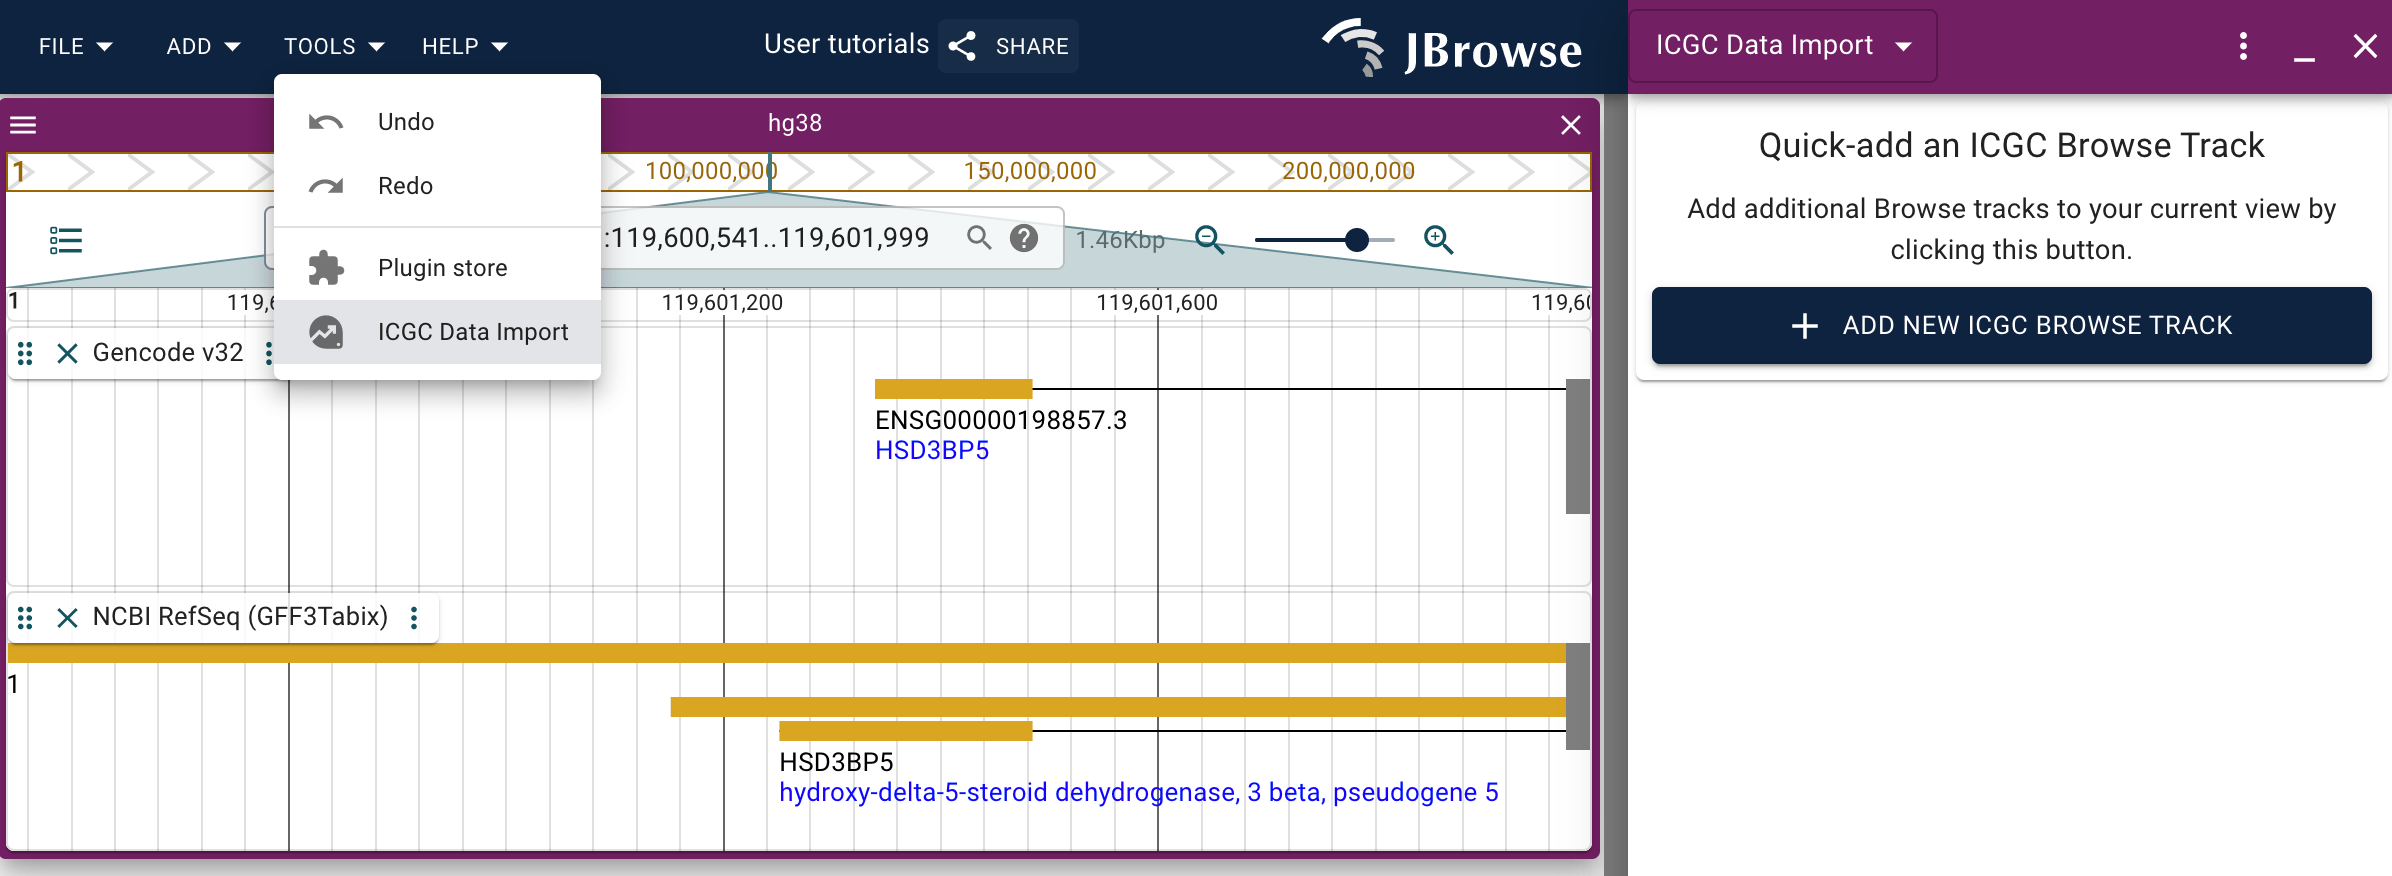 FILE
ADD
TOOLS
HELP
User tutorials
SHARE
JBrowse
ICGC Data Import
Undo
Redo
Plugin store
ICGC Data Import
hg38
1
100,000,000
150,000,000
200,000,000
:119,600,541..119,601,999
?
1.46Kbp
1
119,6
119,601,200
119,601,600
119,60
Gencode v32
ENSG00000198857.3
HSD3BP5
NCBI RefSeq (GFF3Tabix)
1
HSD3BP5
hydroxy-delta-5-steroid dehydrogenase, 3 beta, pseudogene 5
Quick-add an ICGC Browse Track
Add additional Browse tracks to your current view by
clicking this button.
ADD NEW ICGC BROWSE TRACK